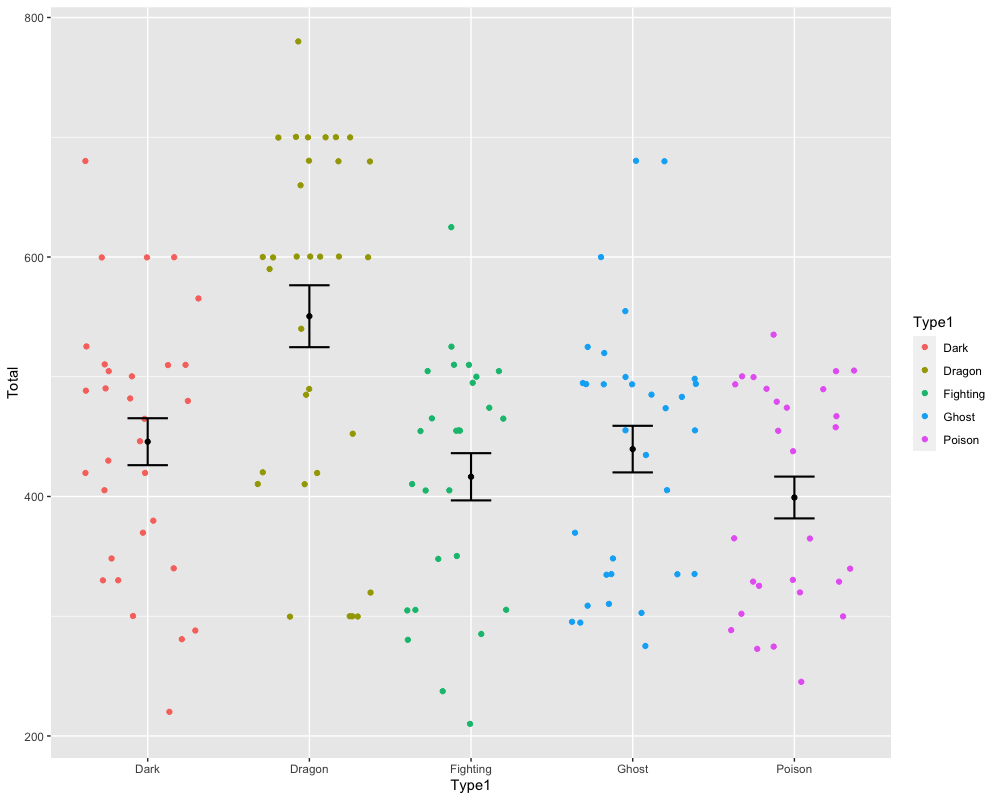 800
600
400
200
Total
Dark
Dragon
Fighting
Ghost
Poison
Type1
Type1
Dark
Dragon
Fighting
Ghost
Poison